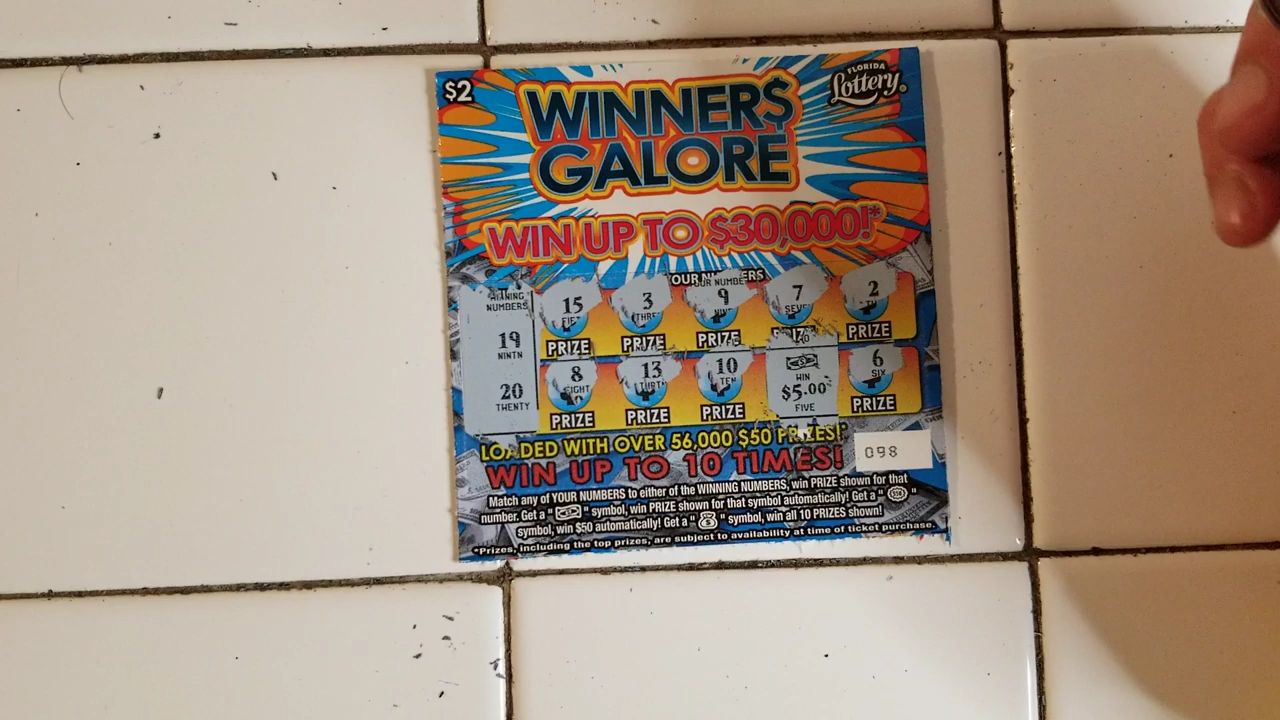 $2
FLORIDA
Lottery
WINNER$
GALORE
WIN UP TO $30,000!*
NUMBERS
19
NINTN
20
TWENTY
15
PRIZE
3
PRIZE
9
PRIZE
7
2
PRIZE
8
PRIZE
13
PRIZE
10
TEN
PRIZE
WIN
$5.00
FIVE
6
SIX
PRIZE
LOADED WITH OVER 56,000 $50 PRIZES!*
WIN UP TO 10 TIMES!
098
Match any of YOUR NUMBERS to either of the WINNING NUMBERS, win PRIZE shown for that
number. Get a " " symbol, win PRIZE shown for that symbol automatically! Get a " "
symbol, win $50 automatically! Get a " " symbol, win all 10 PRIZES shown!
*Prizes, including the top prizes, are subject to availability at time of ticket purchase.